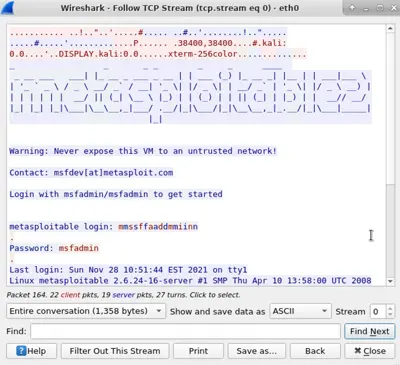 Wireshark - Follow TCP Stream (tcp.stream eq 0) - eth0
............ ..!.."..'.....#..... ..#..'.......!.."......
.....#.....'.............P...... .38400,38400....#.kali:
0.0....'..DISPLAY.kali:0.0......xterm-256color..............
Warning: Never expose this VM to an untrusted network!
Contact: msfdev[at]metasploit.com
Login with msfadmin/msfadmin to get started
metasploitable login: mmssffaaddmmiinn
.
Password: msfadmin
.
Last login: Sun Nov 28 10:51:44 EST 2021 on tty1
Linux metasploitable 2.6.24-16-server #1 SMP Thu Apr 10 13:58:00 UTC 2008
Packet 164. 22 client pkts, 19 server pkts, 27 turns. Click to select.
Entire conversation (1,358 bytes) Show and save data as ASCII Stream 0
Find: Find Next
Help Filter Out This Stream Print Save as... Back Close